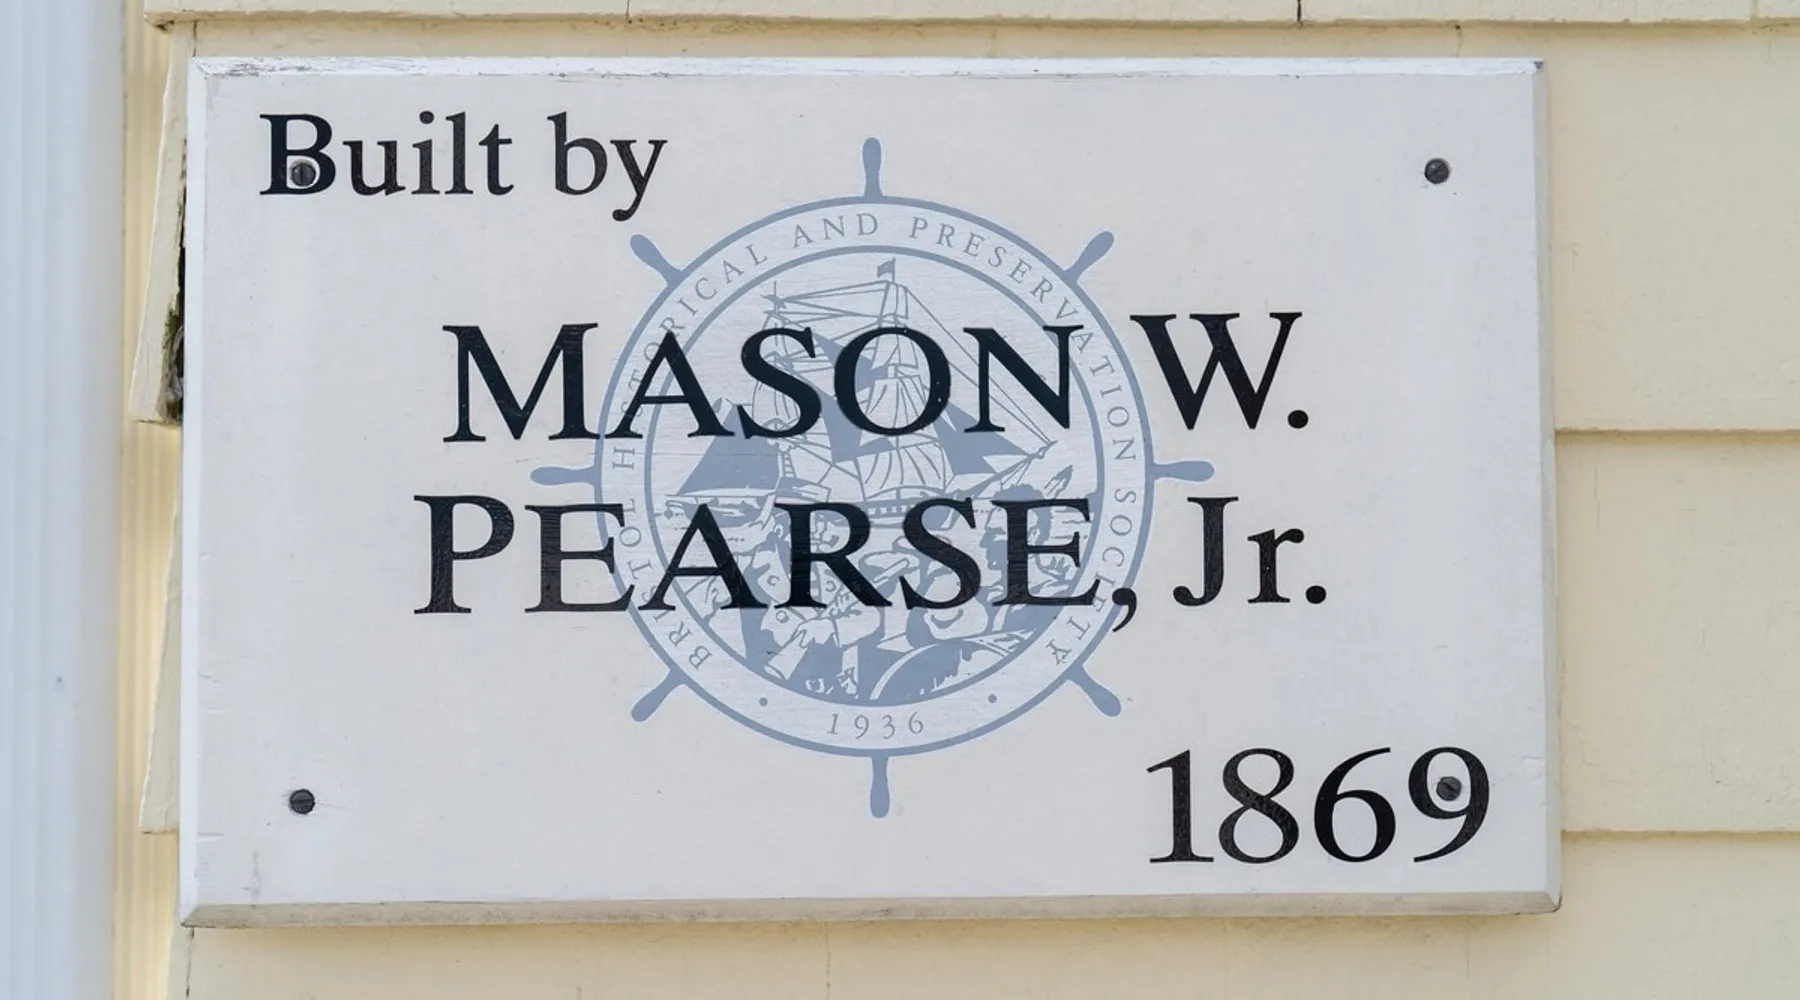 Built by
BRISTOL HISTORICAL AND PRESERVATION SOCIETY
MASON W.
PEARSE, Jr.
• 1936 •
1869